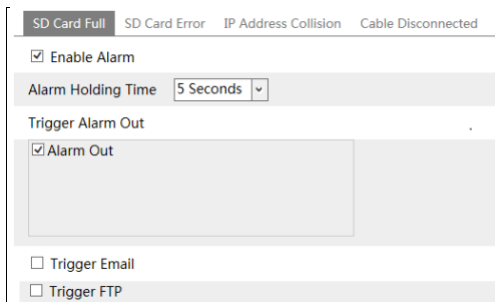 SD Card Full SD Card Error IP Address Collision Cable Disconnected
Enable Alarm
Alarm Holding Time 5 Seconds
Trigger Alarm Out
Alarm Out
Trigger Email
Trigger FTP